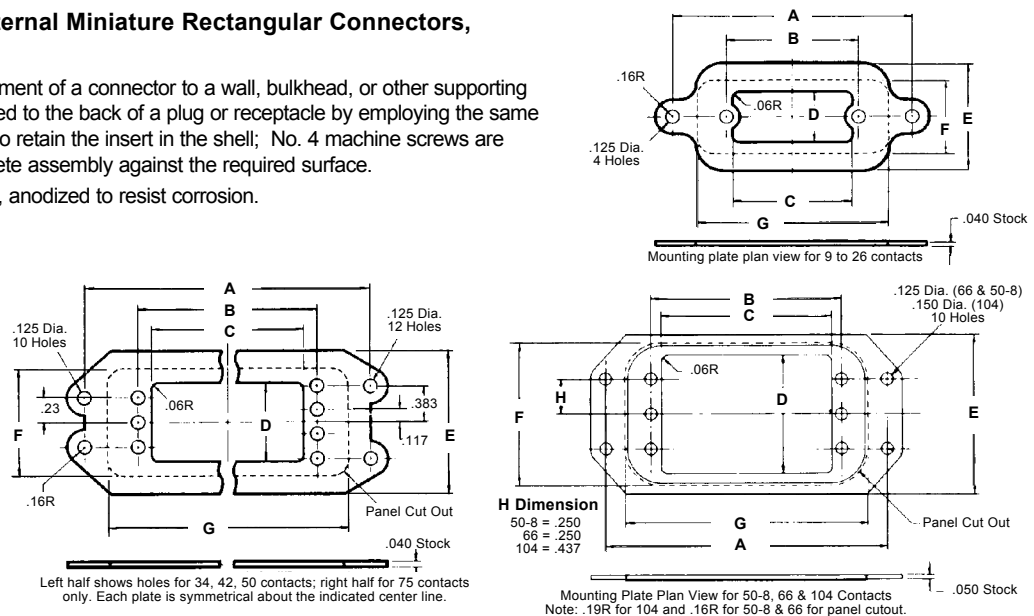 ternal Miniature Rectangular Connectors,
ment of a connector to a wall, bulkhead, or other supporting
ed to the back of a plug or receptacle by employing the same
o retain the insert in the shell; No. 4 machine screws are
ete assembly against the required surface.
, anodized to resist corrosion.
A
B
.16R
.06R
D
F
E
.125 Dia.
4 Holes
C
G
.040 Stock
Mounting plate plan view for 9 to 26 contacts
A
B
C
.125 Dia.
10 Holes
.125 Dia.
12 Holes
.06R
.23
.383
F
D
E
.117
.16R
Panel Cut Out
G
.040 Stock
Left half shows holes for 34, 42, 50 contacts; right half for 75 contacts
only. Each plate is symmetrical about the indicated center line.
B
C
.125 Dia. (66 & 50-8)
.150 Dia. (104)
10 Holes
.06R
H
F
D
E
H Dimension
50-8 = .250
66 = .250
104 = .437
G
Panel Cut Out
A
.050 Stock
Mounting Plate Plan View for 50-8, 66 & 104 Contacts
Note: .19R for 104 and .16R for 50-8 & 66 for panel cutout.